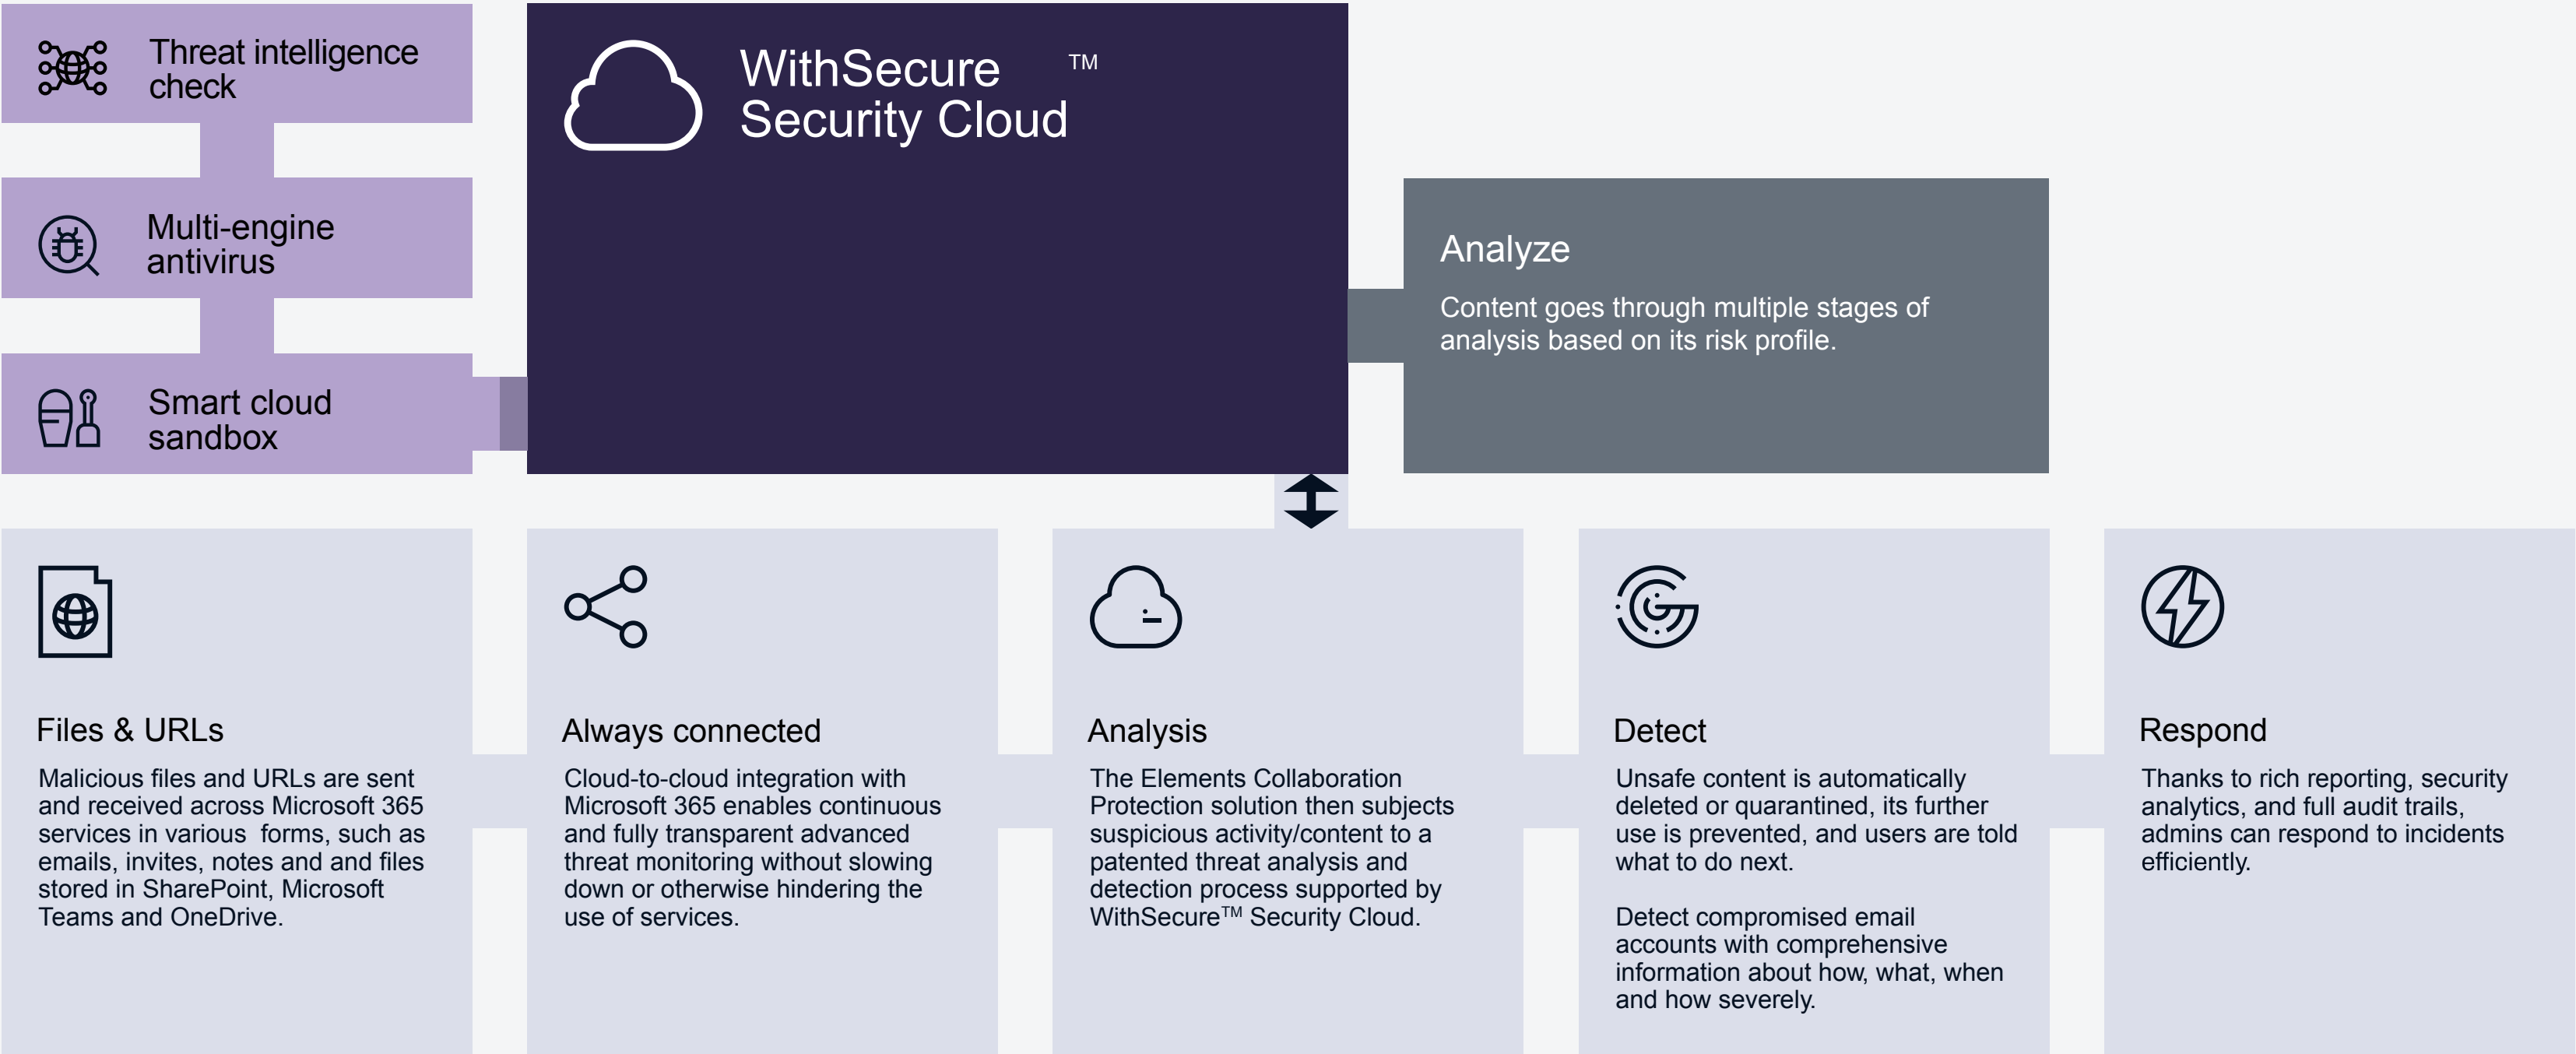 Threat intelligence
check
Multi-engine
antivirus
Smart cloud
sandbox
WithSecure ™
Security Cloud
Analyze
Content goes through multiple stages of
analysis based on its risk profile.
Files & URLs
Malicious files and URLs are sent
and received across Microsoft 365
services in various  forms, such as
emails, invites, notes and and files
stored in SharePoint, Microsoft
Teams and OneDrive.
Always connected
Cloud-to-cloud integration with
Microsoft 365 enables continuous
and fully transparent advanced
threat monitoring without slowing
down or otherwise hindering the
use of services.
Analysis
The Elements Collaboration
Protection solution then subjects
suspicious activity/content to a
patented threat analysis and
detection process supported by
WithSecure™ Security Cloud.
Detect
Unsafe content is automatically
deleted or quarantined, its further
use is prevented, and users are told
what to do next.
Detect compromised email
accounts with comprehensive
information about how, what, when
and how severely.
Respond
Thanks to rich reporting, security
analytics, and full audit trails,
admins can respond to incidents
efficiently.